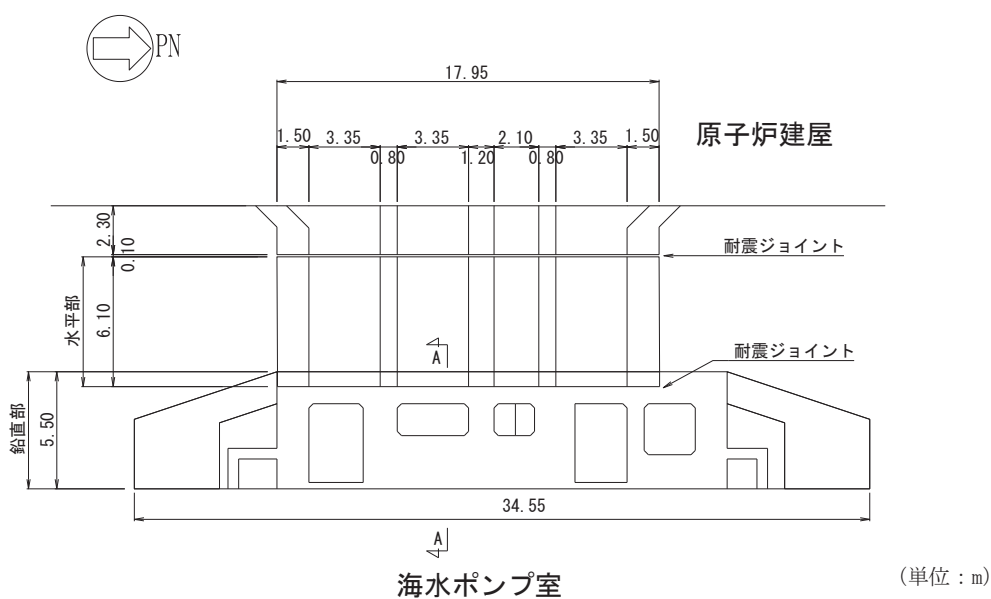 PN
17.95
原子炉建屋
1.50
3.35
0.80
3.35
1.20
2.10
0.80
3.35
1.50
2.30
0.10
耐震ジョイント
水平部
6.10
A
耐震ジョイント
鉛直部
5.50
34.55
A
海水ポンプ室
(単位:m)